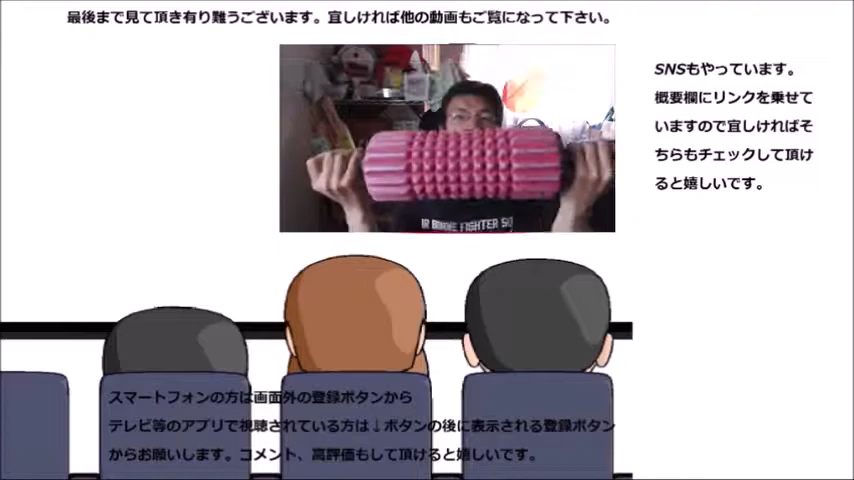 最後まで見て頂き有り難うございます。宜しければ他の動画もご覧になって下さい。
SNSもやっています。
概要欄にリンクを乗せて
いますので宜しければそ
ちらもチェックして頂け
ると嬉しいです。
FIGHTER
スマートフォンの方は画面外の登録ボタンから
テレビ等のアプリで視聴されている方は↓ボタンの後に表示される登録ボタン
からお願いします。コメント、高評価もして頂けると嬉しいです。